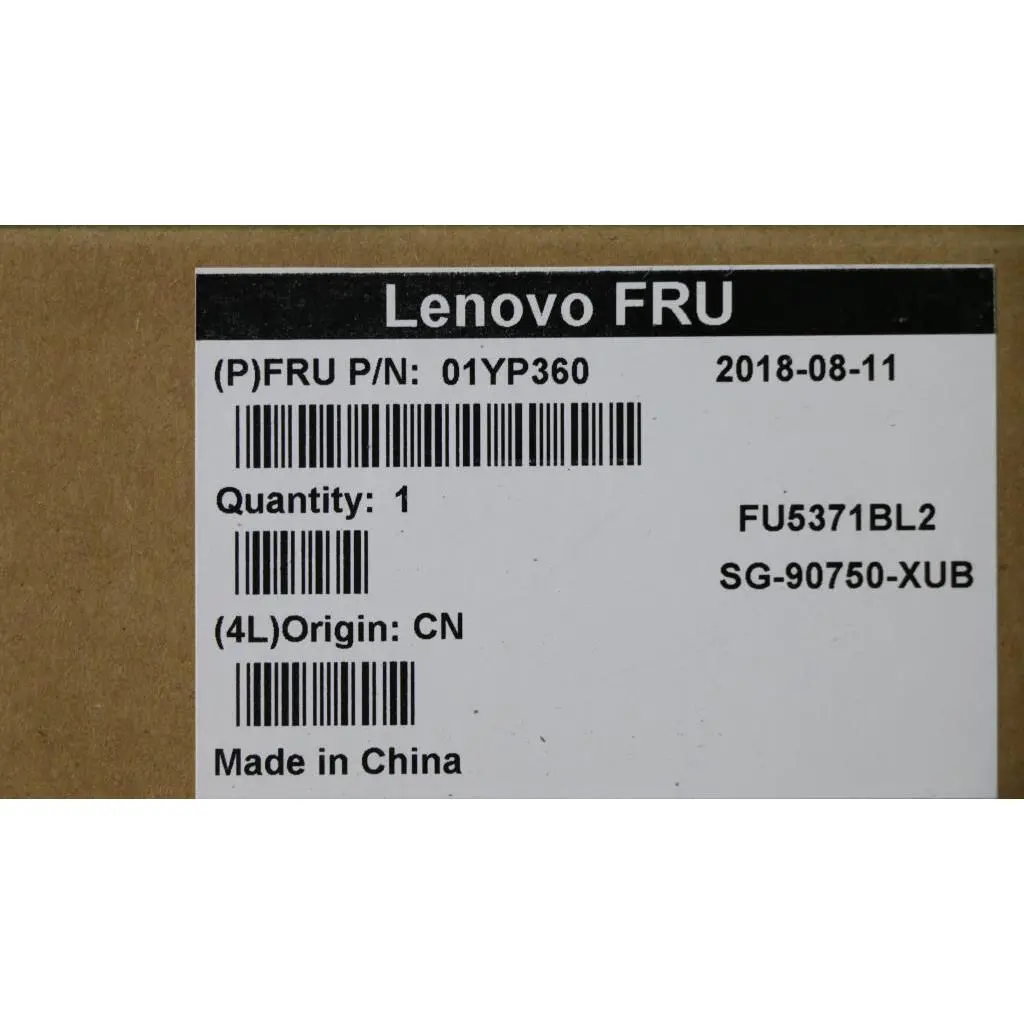 Lenovo FRU
(P)FRU P/N: 01YP360 2018-08-11
Quantity: 1
FU5371BL2
SG-90750-XUB
(4L)Origin: CN
Made in China